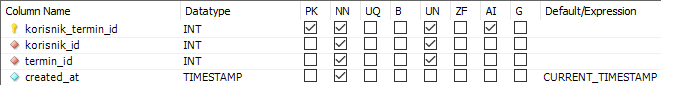 Column Name Datatype PK NN UQ B UN ZF AI G Default/Expression
korisnik_termin_id INT
korisnik_id INT
termin_id INT
created_at TIMESTAMP CURRENT_TIMESTAMP